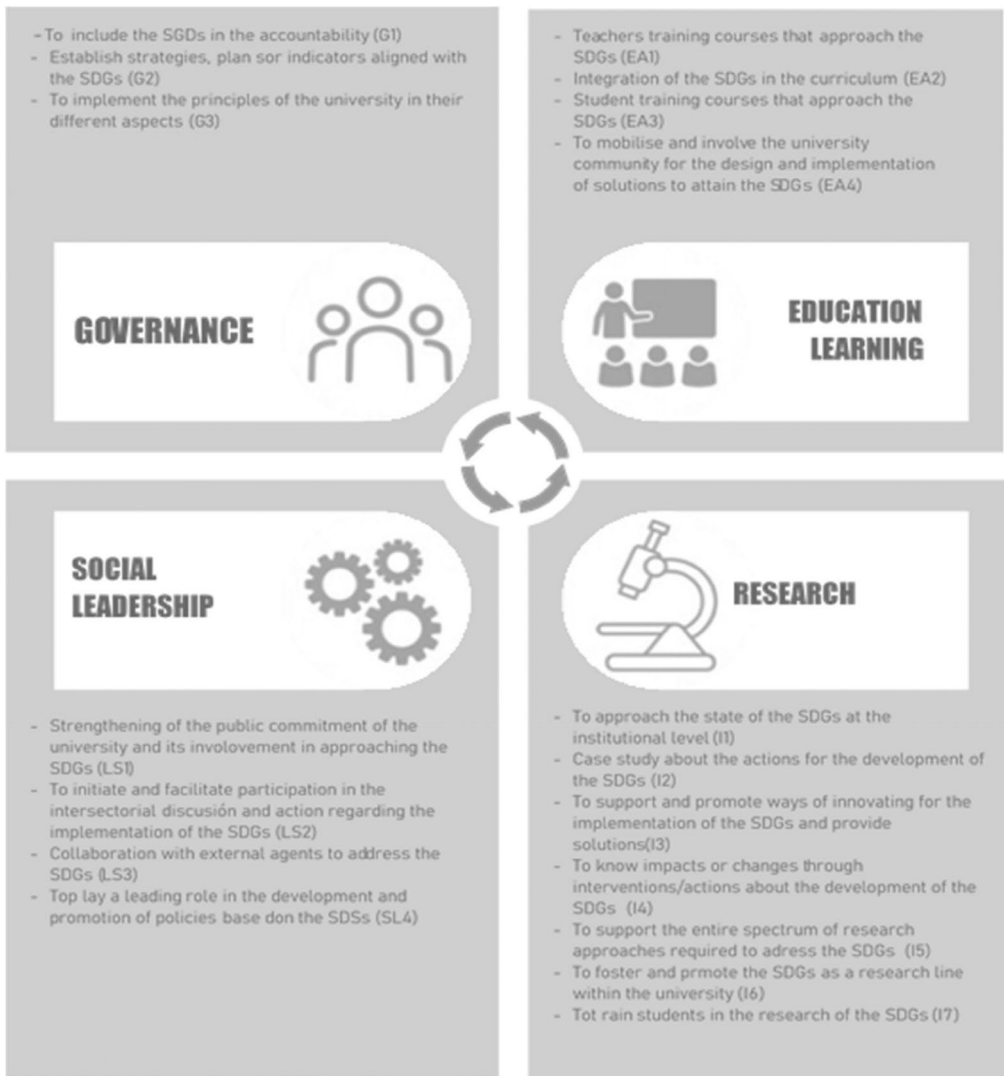 - To include the SGDs in the accountability (G1)
- Establish strategies, plan sor indicators aligned with
the SDGs (G2)
- To implement the principles of the university in their
different aspects (G3)
GOVERNANCE
- Teachers training courses that approach the
SDGs (EA1)
- Integration of the SDGs in the curriculum (EA2)
- Student training courses that approach the
SDGs (EA3)
- To mobilise and involve the university
community for the design and implementation
of solutions to attain the SDGs (EA4)
EDUCATION
LEARNING
SOCIAL
LEADERSHIP
- Strengthening of the public commitment of the
university and its involovement in approaching the
SDGs (LS1)
- To initiate and facilitate participation in the
intersectorial discusión and action regarding the
implementation of the SDGs (LS2)
- Collaboration with external agents to address the
SDGs (LS3)
- Top lay a leading role in the development and
promotion of policies base don the SDSs (SL4)
RESEARCH
- To approach the state of the SDGs at the
institutional level (I1)
- Case study about the actions for the development of
the SDGs (I2)
- To support and promote ways of innovating for the
implementation of the SDGs and provide
solutions(I3)
- To know impacts or changes through
interventions/actions about the development of the
SDGs (I4)
- To support the entire spectrum of research
approaches required to adress the SDGs (I5)
- To foster and prmote the SDGs as a research line
within the university (I6)
- Tot rain students in the research of the SDGs (I7)